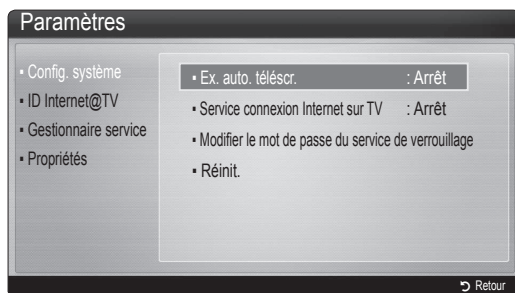 Paramètres
▪ Config. système
▪ ID Internet@TV
▪ Gestionnaire service
▪ Propriétés
▪ Ex. auto. téléscr. : Arrêt
▪ Service connexion Internet sur TV : Arrêt
▪ Modifier le mot de passe du service de verrouillage
▪ Réinit.
Retour